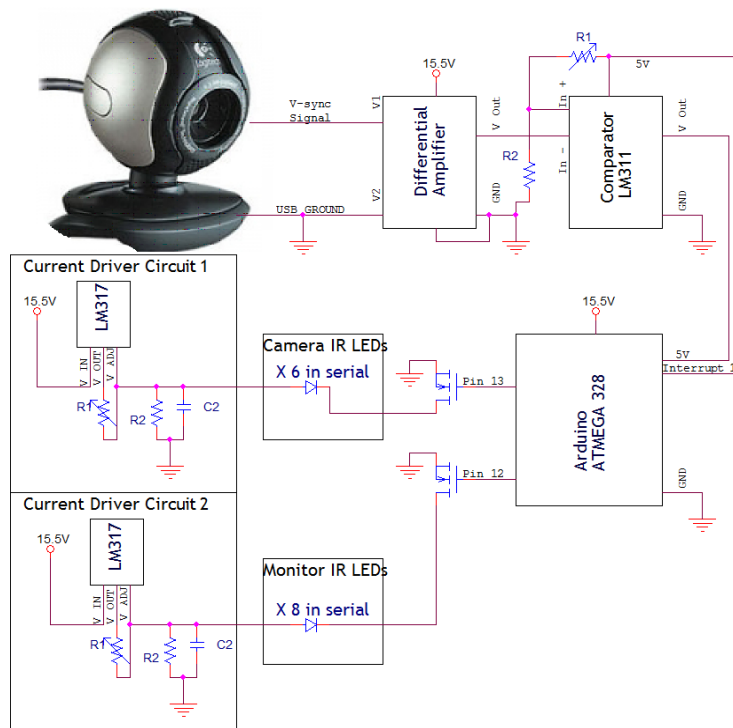 Logitech
V-sync
Signal
USB GROUND
15.5V
V1
V2
V Out
GND
Differential
Amplifier
R1
5V
R2
In +
In -
V Out
GND
Comparator
LM311
Current Driver Circuit 1
15.5V
LM317
V IN
V OUT
V ADJ
R1
R2
C2
Camera IR LEDs
X 6 in serial
Pin 13
15.5V
5V
Interrupt 1
Arduino
ATMEGA 328
GND
Pin 12
Current Driver Circuit 2
15.5V
LM317
V IN
V OUT
V ADJ
R1
R2
C2
Monitor IR LEDs
X 8 in serial